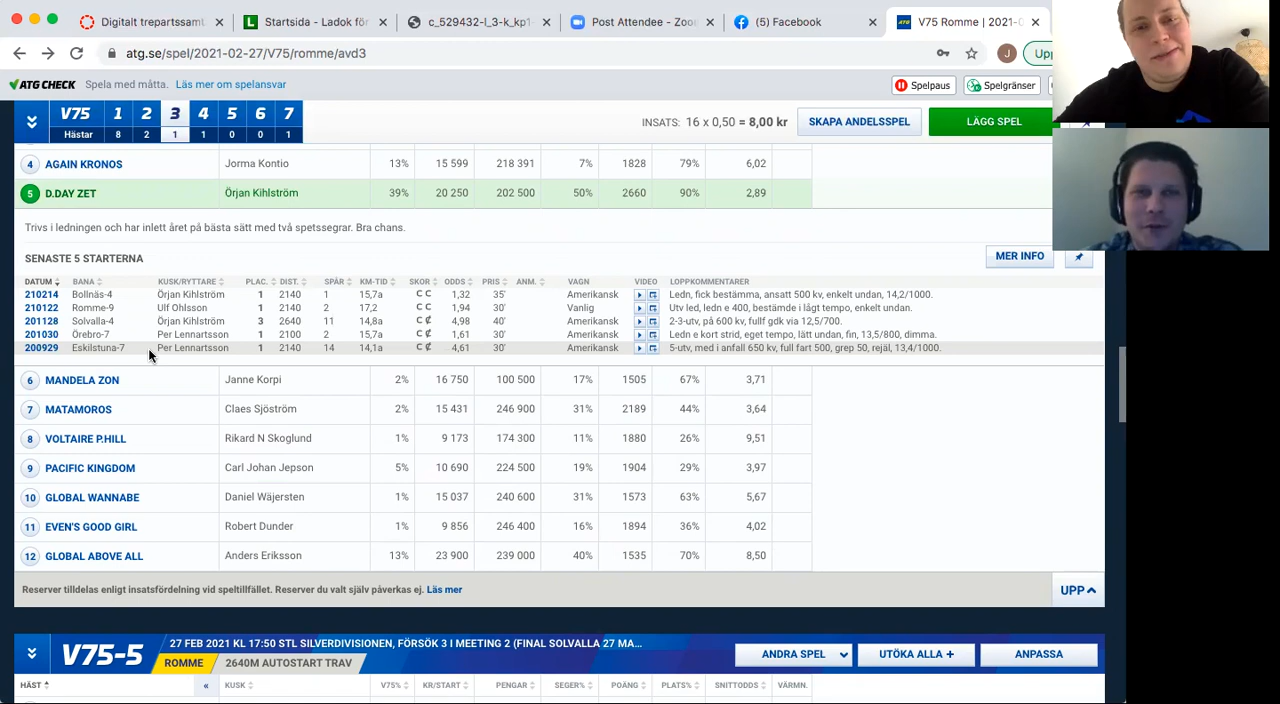 Digitalt trepartssam
Startsida - Ladok för
c_529432-l_3-k_kp1-
Post Attendee - Zoo
(5) Facebook
V75 Romme | 2021-0
atg.se/spel/2021-02-27/V75/romme/avd3
J
Upp
ATG CHECK Spela med måtta. Läs mer om spelansvar
Spelpaus
Spelgränser
V75 1 2 3 4 5 6 7
Hästar 8 2 1 1 0 0 1
INSATS: 16 x 0,50 = 8,00 kr
SKAPA ANDELSSPEL
LÄGG SPEL
4 AGAIN KRONOS Jorma Kontio 13% 15 599 218 391 7% 1828 79% 6,02
5 D.DAY ZET Örjan Kihlström 39% 20 250 202 500 50% 2660 90% 2,89
Trivs i ledningen och har inlett året på bästa sätt med två spetssegrar. Bra chans.
SENASTE 5 STARTERNA
MER INFO
DATUM BANA KUSK/RYTTARE PLAC. DIST. SPÅR KM-TID SKOR ODDS PRIS ANM. VAGN VIDEO LOPPKOMMENTARER
210214 Bollnäs-4 Örjan Kihlström 1 2140 1 15,7a C C 1,32 35' Amerikansk Ledn, fick bestämma, ansatt 500 kv, enkelt undan, 14,2/1000.
210122 Romme-9 Ulf Ohlsson 1 2140 2 17,2 C C 1,94 30' Vanlig Utv led, ledn e 400, bestämde i lågt tempo, enkelt undan.
201128 Solvalla-4 Örjan Kihlström 3 2640 11 14,8a C ₵ 4,98 40' Amerikansk 2-3-utv, på 600 kv, fullf gdk via 12,5/700.
201030 Örebro-7 Per Lennartsson 1 2100 2 15,7a C ₵ 1,61 30' Amerikansk Ledn e kort strid, eget tempo, lätt undan, fin, 13,5/800, dimma.
200929 Eskilstuna-7 Per Lennartsson 1 2140 14 14,1a C ₵ 4,61 30' Amerikansk 5-utv, med i anfall 650 kv, full fart 500, grep 50, rejäl, 13,4/1000.
6 MANDELA ZON Janne Korpi 2% 16 750 100 500 17% 1505 67% 3,71
7 MATAMOROS Claes Sjöström 2% 15 431 246 900 31% 2189 44% 3,64
8 VOLTAIRE P.HILL Rikard N Skoglund 1% 9 173 174 300 11% 1880 26% 9,51
9 PACIFIC KINGDOM Carl Johan Jepson 5% 10 690 224 500 19% 1904 29% 3,97
10 GLOBAL WANNABE Daniel Wäjersten 1% 15 037 240 600 31% 1573 63% 5,67
11 EVEN'S GOOD GIRL Robert Dunder 1% 9 856 246 400 16% 1894 36% 4,02
12 GLOBAL ABOVE ALL Anders Eriksson 13% 23 900 239 000 40% 1535 70% 8,50
Reserver tilldelas enligt insatsfördelning vid speltillfället. Reserver du valt själv påverkas ej. Läs mer
UPP
V75-5
27 FEB 2021 KL 17:50 STL SILVERDIVISIONEN, FÖRSÖK 3 I MEETING 2 (FINAL SOLVALLA 27 MA...
ROMME 2640M AUTOSTART TRAV
ANDRA SPEL
UTÖKA ALLA +
ANPASSA
HÄST « KUSK V75% KR/START PENGAR SEGER% POÄNG PLATS% SNITTODDS VÄRMN.